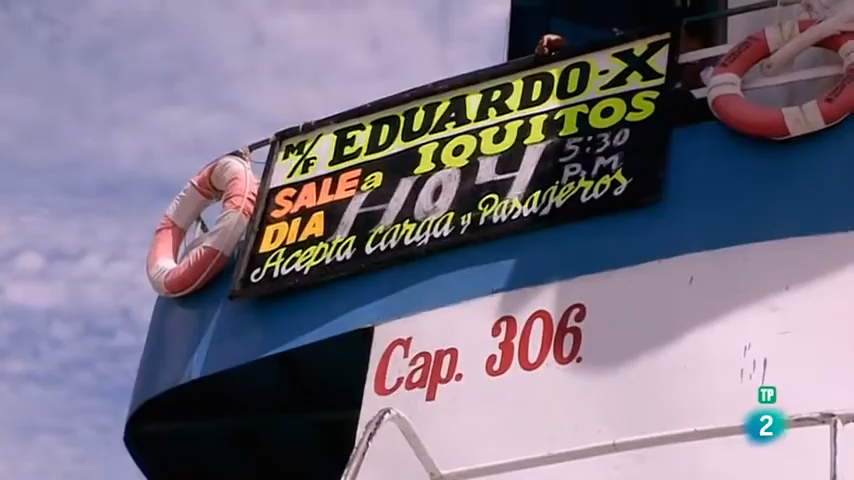 M/F EDUARDO-X
SALE a IQUITOS
DIA HOY 5:30 P.M
Acepta carga y Pasajeros
Cap. 306.
TP
2